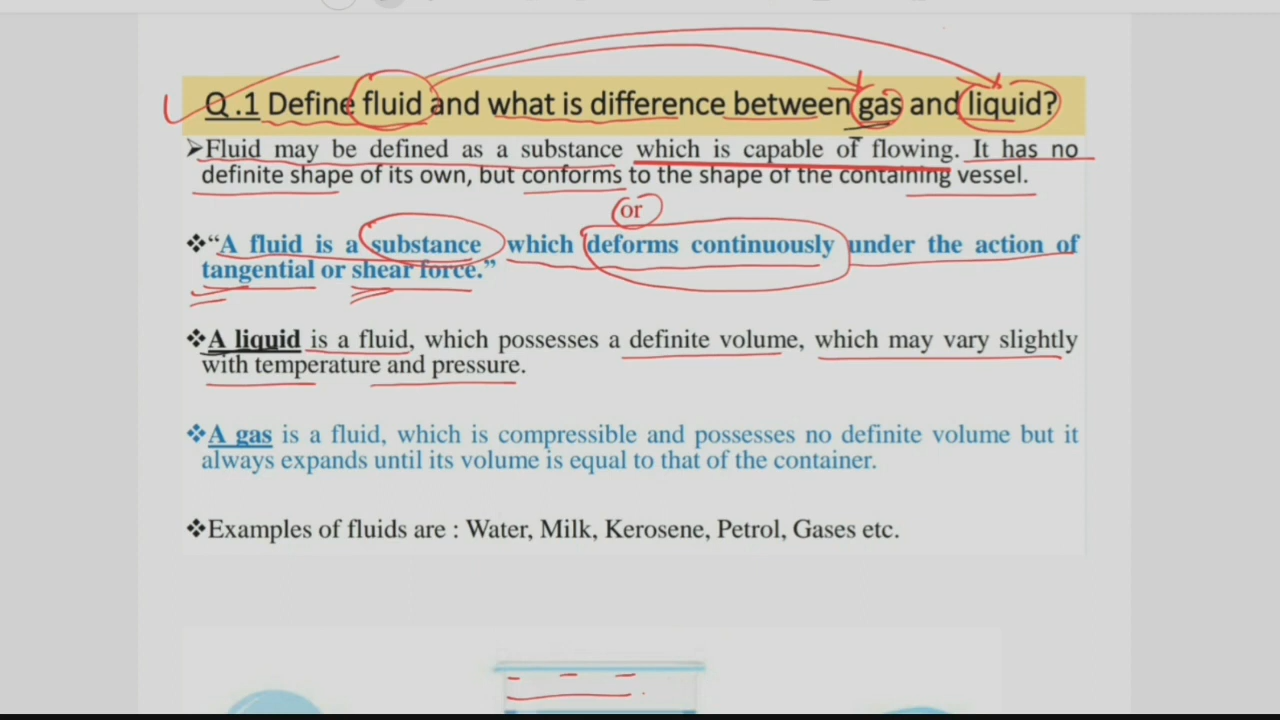 Q .1 Define fluid and what is difference between gas and liquid?
➢Fluid may be defined as a substance which is capable of flowing. It has no
definite shape of its own, but conforms to the shape of the containing vessel.
or
❖“A fluid is a substance which deforms continuously under the action of
tangential or shear force.”
❖A liquid is a fluid, which possesses a definite volume, which may vary slightly
with temperature and pressure.
❖A gas is a fluid, which is compressible and possesses no definite volume but it
always expands until its volume is equal to that of the container.
❖Examples of fluids are : Water, Milk, Kerosene, Petrol, Gases etc.